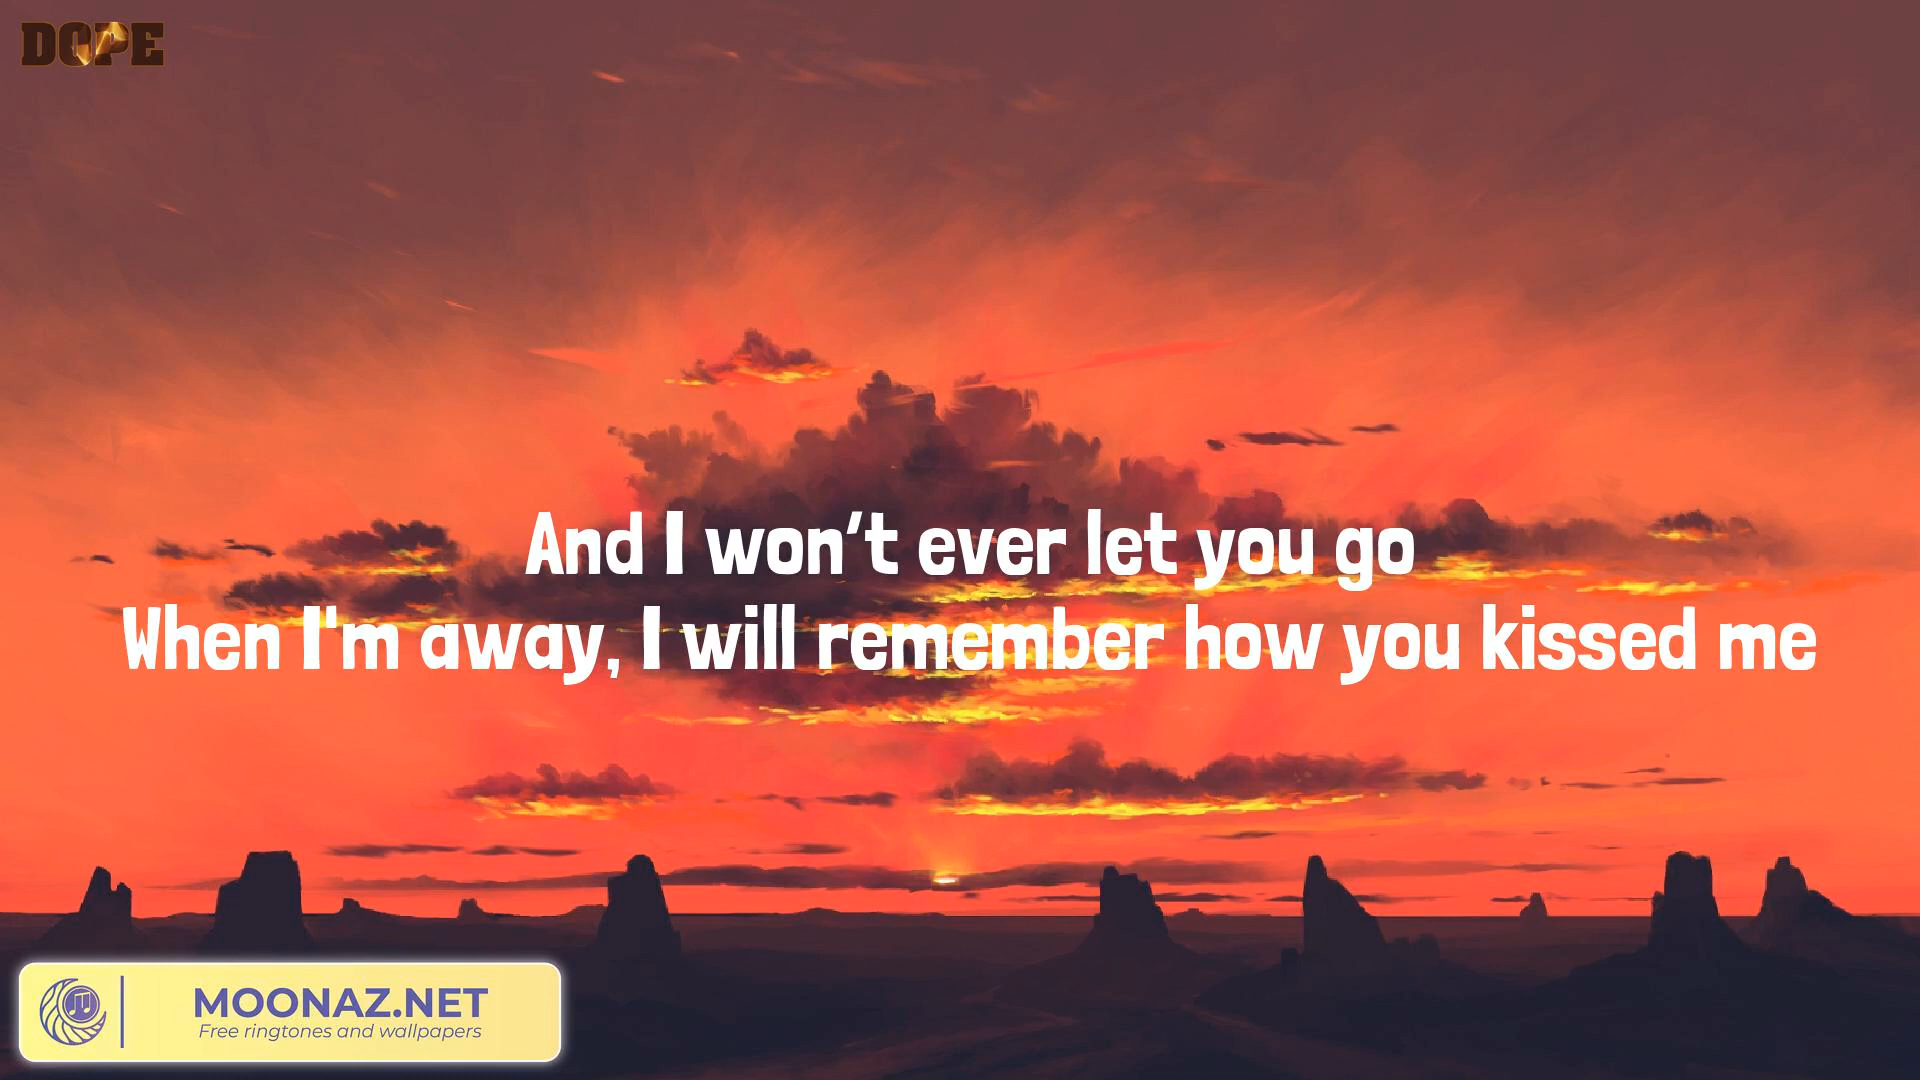 DOPE
And I won’t ever let you go
When I'm away, I will remember how you kissed me
MOONAZ.NET
Free ringtones and wallpapers